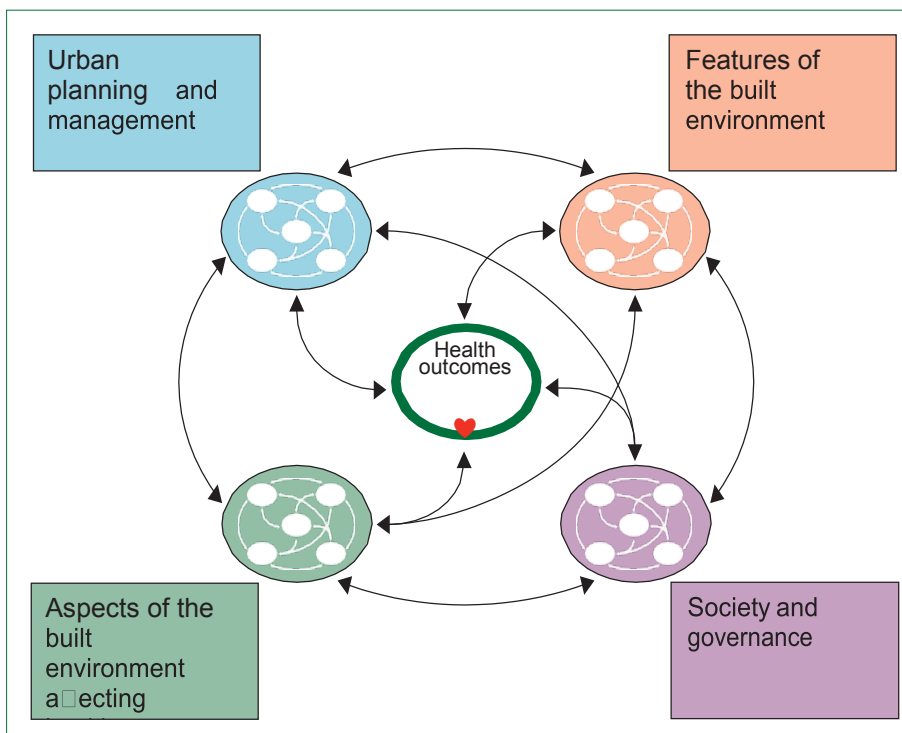 Urban
planning and
management
Features of
the built
environment
Health
outcomes
Aspects of the
built
environment
a□ecting
Society and
governance